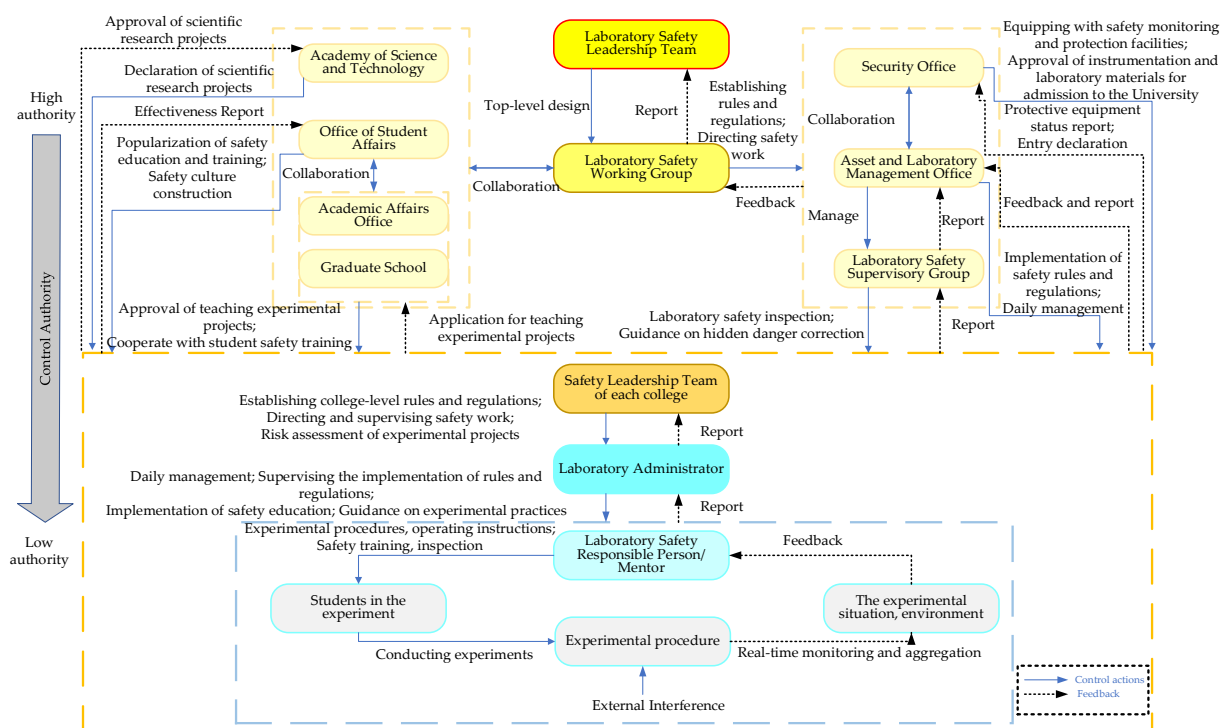 Approval of scientific
research projects
Academy of Science
and Technology
Declaration of scientific
research projects
High
authority
Effectiveness Report
Office of Student
Affairs
Popularization of safety
education and training;
Safety culture
construction
Collaboration
Academic Affairs
Office
Graduate School
Control Authority
Low
authority
Approval of teaching experimental
projects;
Cooperate with student safety training
Application for teaching
experimental projects
Laboratory Safety
Leadership Team
Top-level design
Report
Establishing
rules and
regulations;
Directing safety
work
Laboratory Safety
Working Group
Collaboration
Feedback
Equipping with safety monitoring
and protection facilities;
Approval of instrumentation and
laboratory materials for
admission to the University
Security Office
Protective equipment
status report;
Entry declaration
Collaboration
Asset and Laboratory
Management Office
Feedback and report
Manage
Report
Laboratory Safety
Supervisory Group
Implementation of
safety rules and
regulations;
Daily management
Laboratory safety inspection;
Guidance on hidden danger correction
Report
Safety Leadership Team
of each college
Establishing college-level rules and regulations;
Directing and supervising safety work;
Risk assessment of experimental projects
Report
Laboratory Administrator
Daily management; Supervising the implementation of rules and
regulations;
Implementation of safety education; Guidance on experimental practices
Report
Experimental procedures, operating instructions;
Safety training, inspection
Laboratory Safety
Responsible Person/
Mentor
Feedback
Students in the
experiment
The experimental
situation, environment
Experimental procedure
Conducting experiments
Real-time monitoring and aggregation
External Interference
Control actions
Feedback